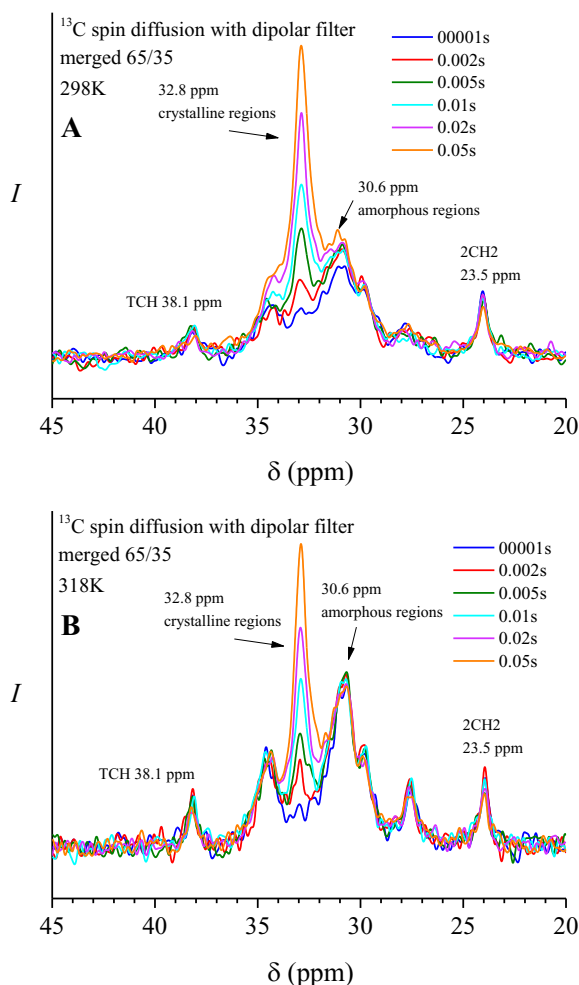 ¹³C spin diffusion with dipolar filter
merged 65/35
298K
A
32.8 ppm
crystalline regions
30.6 ppm
amorphous regions
TCH 38.1 ppm
2CH2
23.5 ppm
00001s
0.002s
0.005s
0.01s
0.02s
0.05s
I
45 40 35 30 25 20
δ (ppm)
¹³C spin diffusion with dipolar filter
merged 65/35
318K
B
32.8 ppm
crystalline regions
30.6 ppm
amorphous regions
TCH 38.1 ppm
2CH2
23.5 ppm
00001s
0.002s
0.005s
0.01s
0.02s
0.05s
I
45 40 35 30 25 20
δ (ppm)